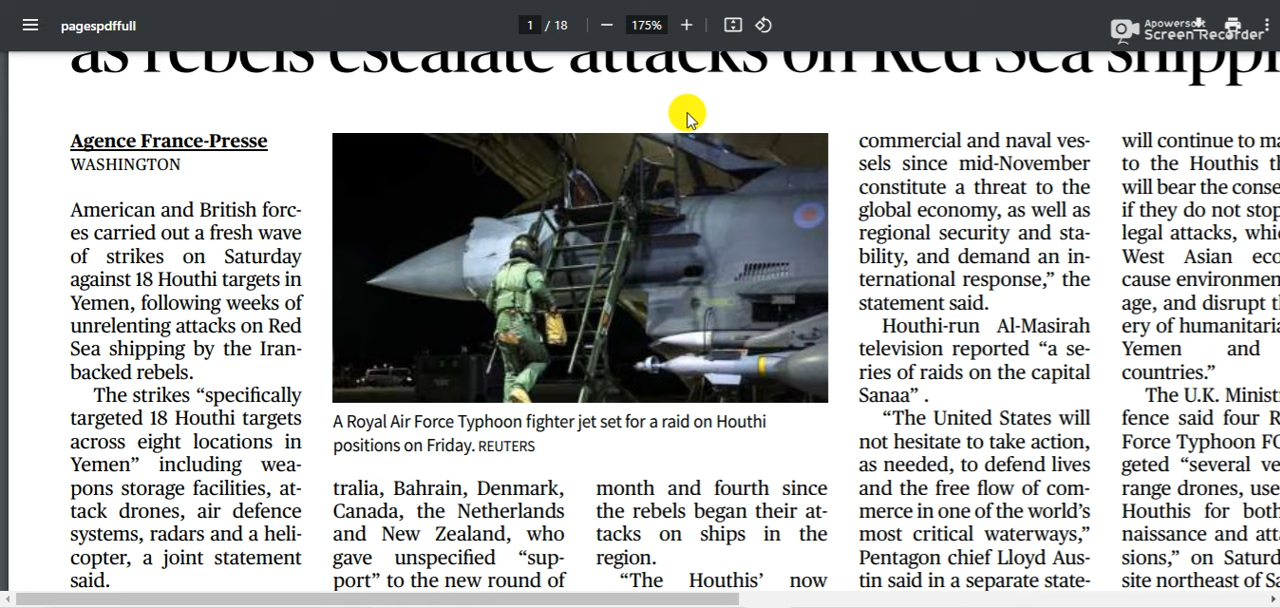 pagespdffull
1 / 18
175%
Apowersoft
Screen Recorder
as rebels escalate attacks on Red Sea shippi
Agence France-Presse
WASHINGTON
American and British forc-
es carried out a fresh wave
of strikes on Saturday
against 18 Houthi targets in
Yemen, following weeks of
unrelenting attacks on Red
Sea shipping by the Iran-
backed rebels.
The strikes “specifically
targeted 18 Houthi targets
across eight locations in
Yemen” including wea-
pons storage facilities, at-
tack drones, air defence
systems, radars and a heli-
copter, a joint statement
said.
A Royal Air Force Typhoon fighter jet set for a raid on Houthi
positions on Friday. REUTERS
tralia, Bahrain, Denmark,
Canada, the Netherlands
and New Zealand, who
gave unspecified “sup-
port” to the new round of
month and fourth since
the rebels began their at-
tacks on ships in the
region.
“The Houthis’ now
commercial and naval ves-
sels since mid-November
constitute a threat to the
global economy, as well as
regional security and sta-
bility, and demand an in-
ternational response,” the
statement said.
Houthi-run Al-Masirah
television reported “a se-
ries of raids on the capital
Sanaa” .
“The United States will
not hesitate to take action,
as needed, to defend lives
and the free flow of com-
merce in one of the world’s
most critical waterways,”
Pentagon chief Lloyd Aus-
tin said in a separate state-
will continue to ma
to the Houthis th
will bear the conse
if they do not stop
legal attacks, whic
West Asian eco
cause environmen
age, and disrupt t
ery of humanitaria
Yemen and
countries.”
The U.K. Minist
fence said four R
Force Typhoon FG
geted “several ve
range drones, use
Houthis for both
naissance and att
sions,” on Saturd
site northeast of Sa